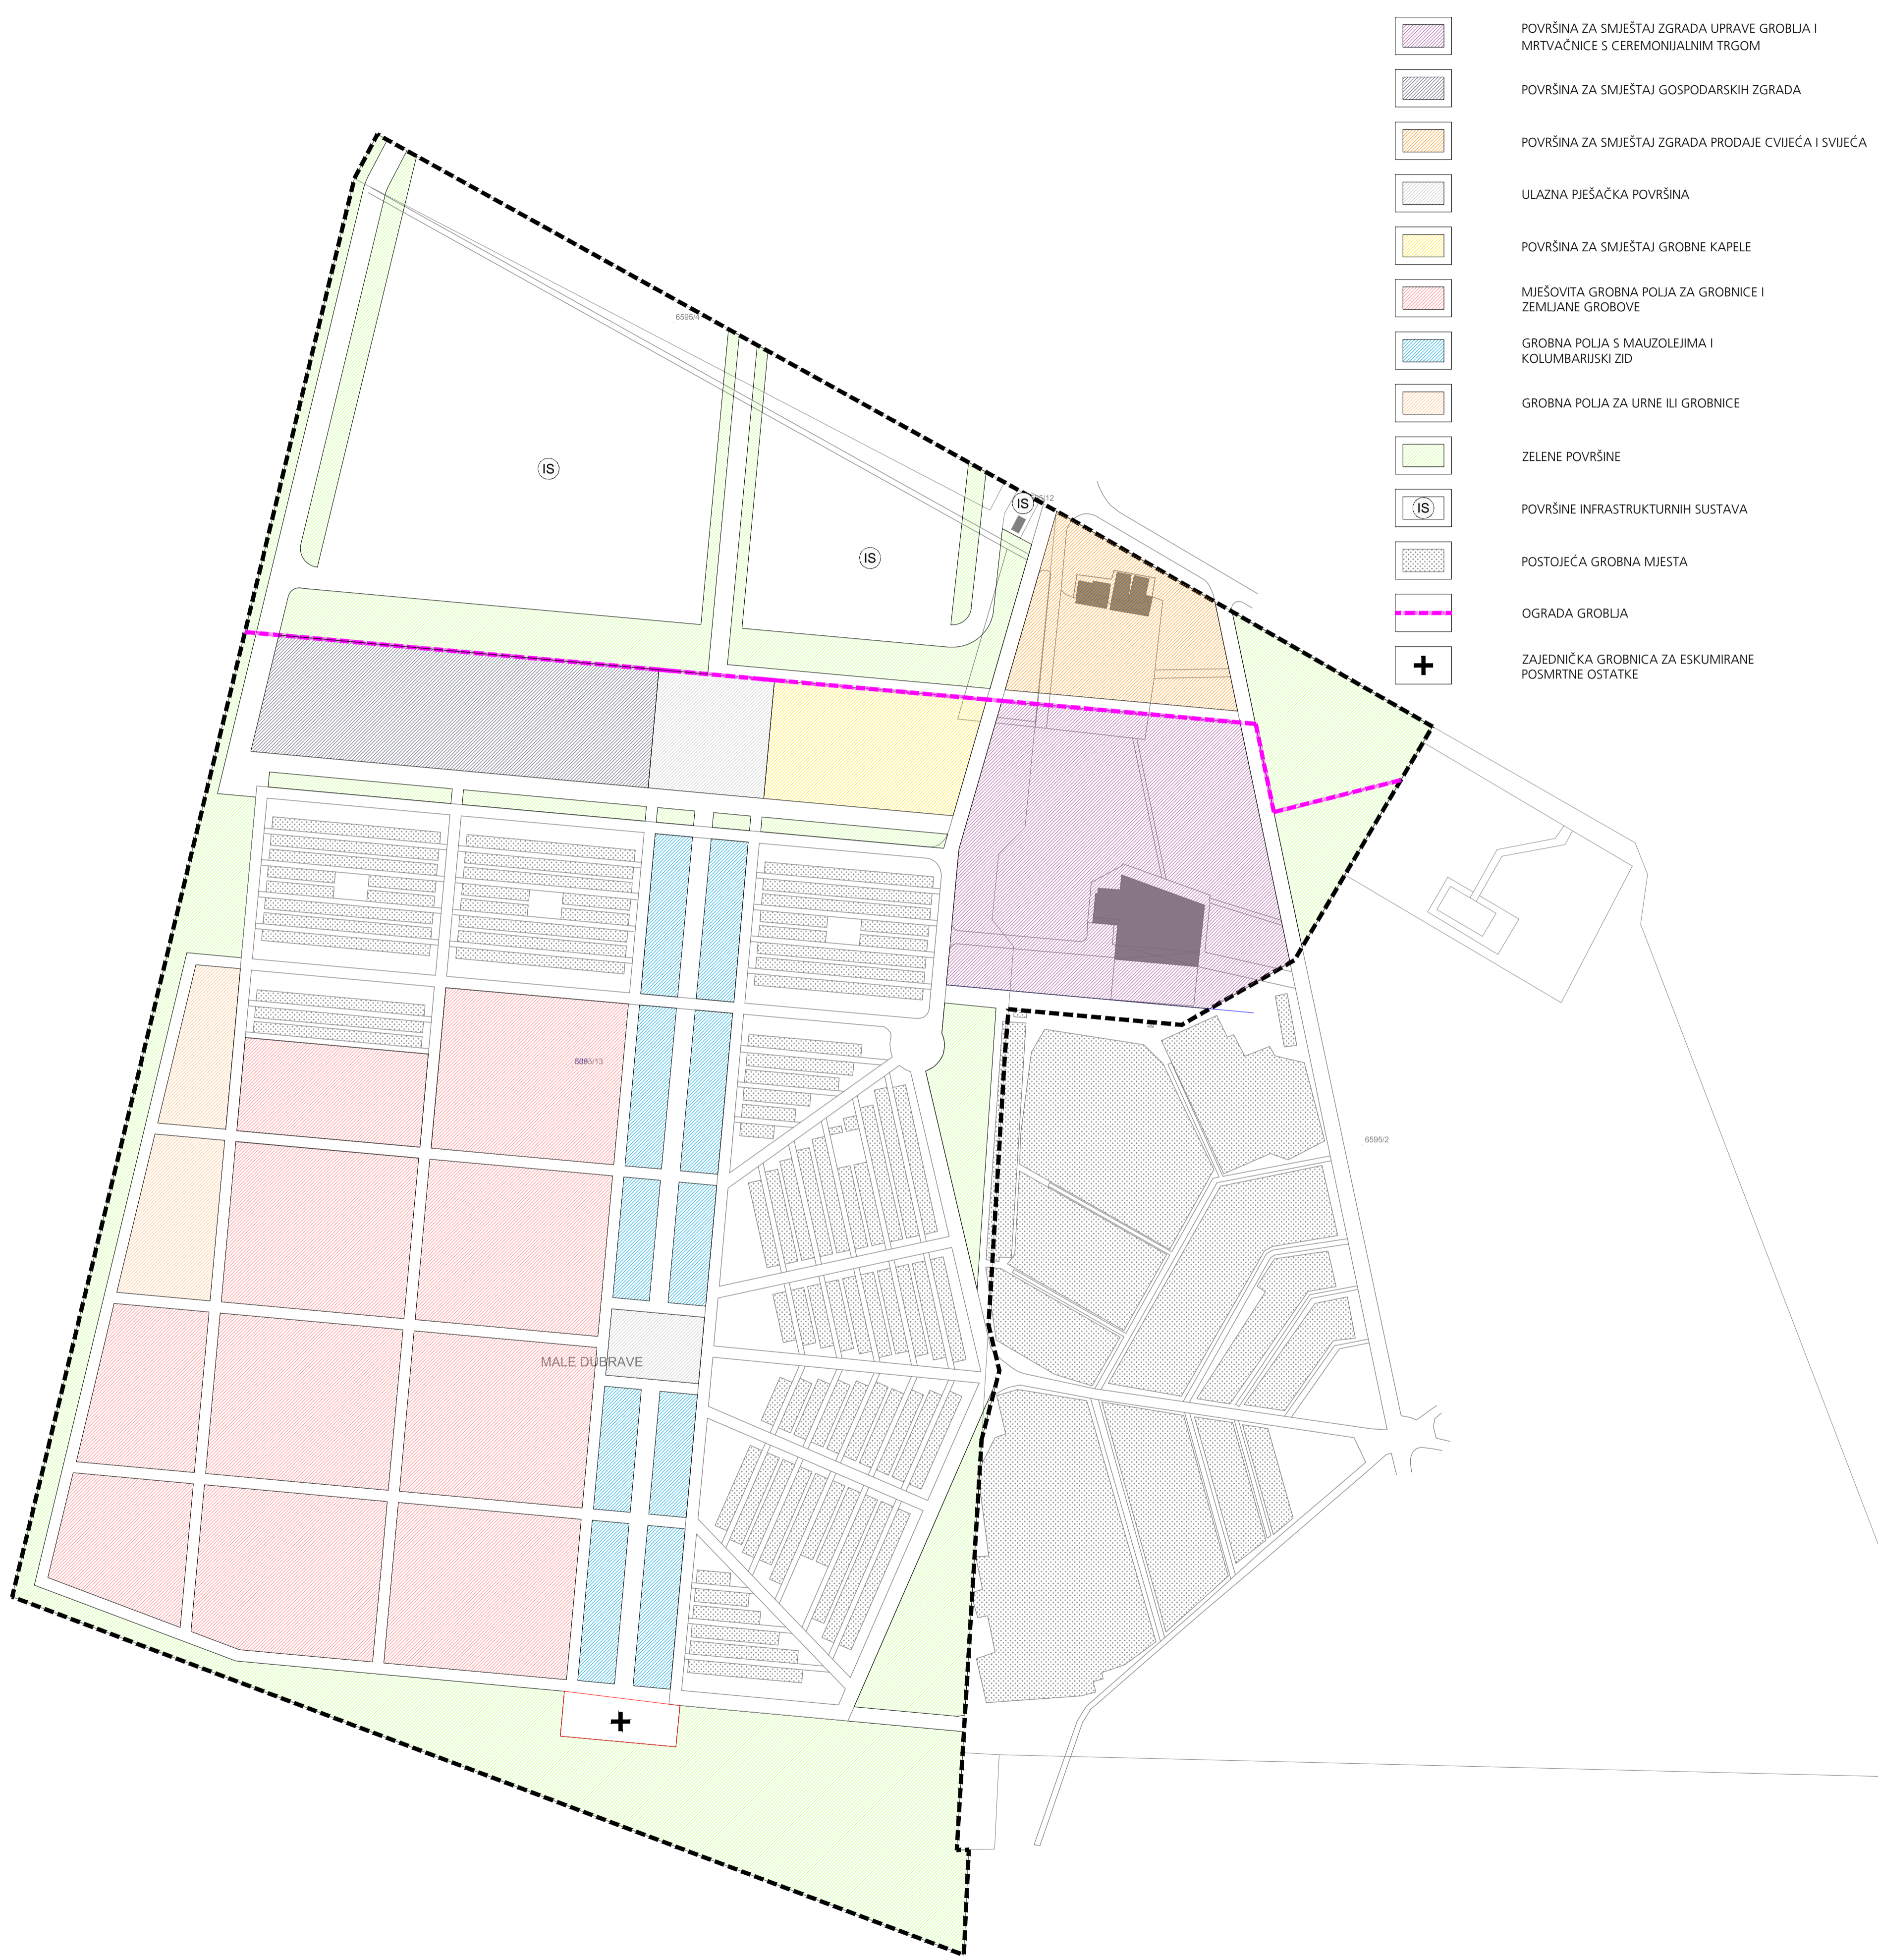 POVRŠINA ZA SMJEŠTAJ ZGRADA UPRAVE GROBLJA I
MRTVAČNICE S CEREMONIJALNIM TRGOM
POVRŠINA ZA SMJEŠTAJ GOSPODARSKIH ZGRADA
POVRŠINA ZA SMJEŠTAJ ZGRADA PRODAJE CVIJEĆA I SVIJEĆA
ULAZNA PJEŠAČKA POVRŠINA
POVRŠINA ZA SMJEŠTAJ GROBNE KAPELE
MJEŠOVITA GROBNA POLJA ZA GROBNICE I
ZEMLJANE GROBOVE
GROBNA POLJA S MAUZOLEJIMA I
KOLUMBARIJSKI ZID
GROBNA POLJA ZA URNE ILI GROBNICE
ZELENE POVRŠINE
IS
POVRŠINE INFRASTRUKTURNIH SUSTAVA
POSTOJEĆA GROBNA MJESTA
OGRADA GROBLJA
ZAJEDNIČKA GROBNICA ZA ESKUMIRANE
POSMRTNE OSTATKE
6595/4
IS
IS
IS
6595/2
MALE DUBRAVE